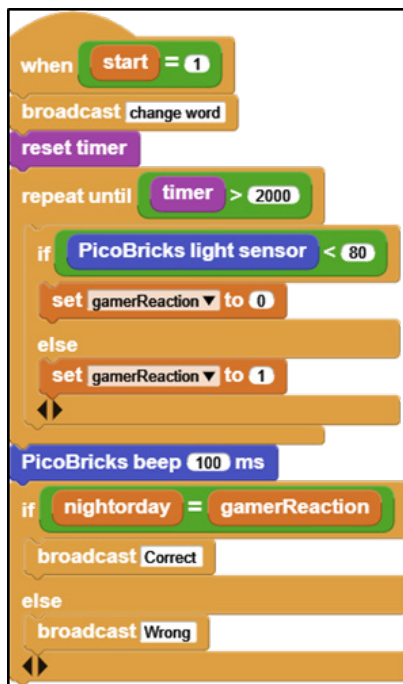 when start = 1
broadcast change word
reset timer
repeat until timer > 2000
if PicoBricks light sensor < 80
set gamerReaction to 0
else
set gamerReaction to 1
PicoBricks beep 100 ms
if nightorday = gamerReaction
broadcast Correct
else
broadcast Wrong